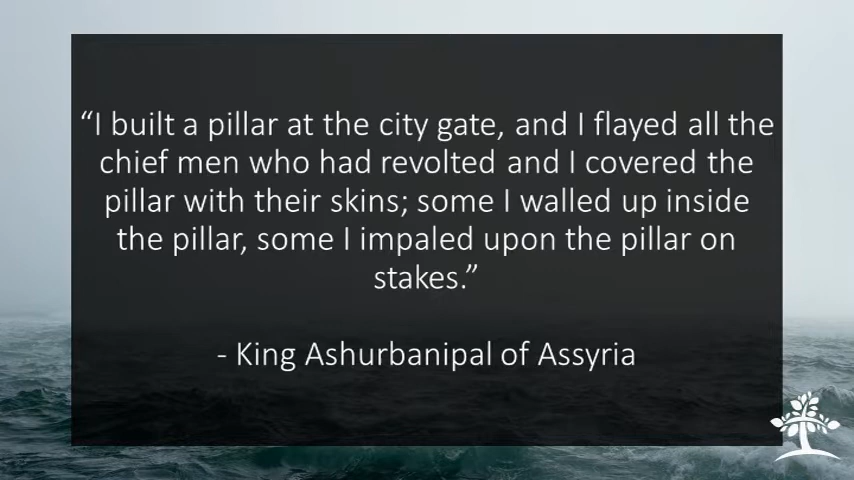 “I built a pillar at the city gate, and I flayed all the
chief men who had revolted and I covered the
pillar with their skins; some I walled up inside
the pillar, some I impaled upon the pillar on
stakes.”
- King Ashurbanipal of Assyria